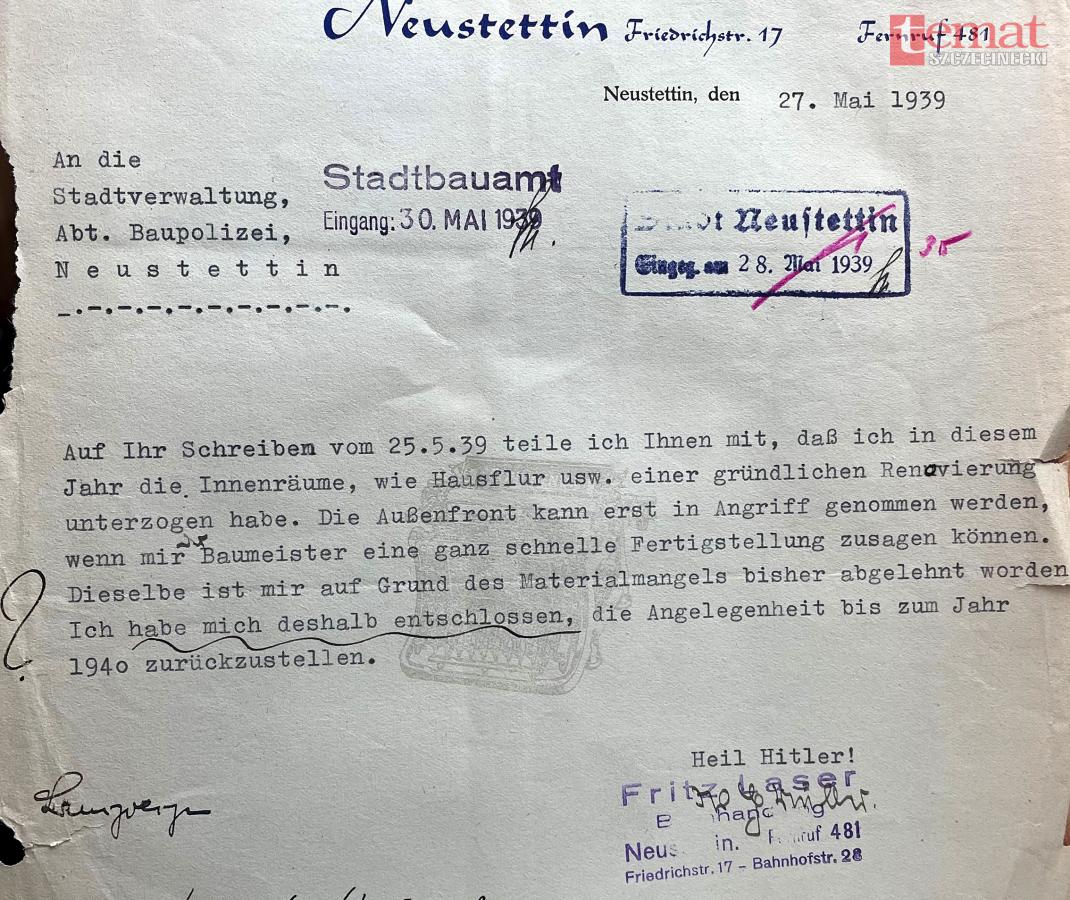 Neustettin Friedrichstr. 17 Fernruf 481
temat
SZCZECINECKI
Neustettin, den 27. Mai 1939
An die
Stadtverwaltung,
Abt. Baupolizei,
N e u s t e t t i n
_.-.-.-.-.-.-.-.-.
Stadtbauamt
Eingang: 30. MAI 1939
Stadt Neustettin
Eingeg. am 28. Mai 1939
35
Auf Ihr Schreiben vom 25.5.39 teile ich Ihnen mit, daß ich in diesem
Jahr die Innenräume, wie Hausflur usw. einer gründlichen Renovierung
unterzogen habe. Die Außenfront kann erst in Angriff genommen werden,
wenn mir der Baumeister eine ganz schnelle Fertigstellung zusagen können.
Dieselbe ist mir auf Grund des Materialmangels bisher abgelehnt worden
Ich habe mich deshalb entschlossen, die Angelegenheit bis zum Jahr
194o zurückzustellen.
?
Heil Hitler!
Fritz Laser
Neus in. Fernruf 481
Friedrichstr. 17 - Bahnhofstr. 28